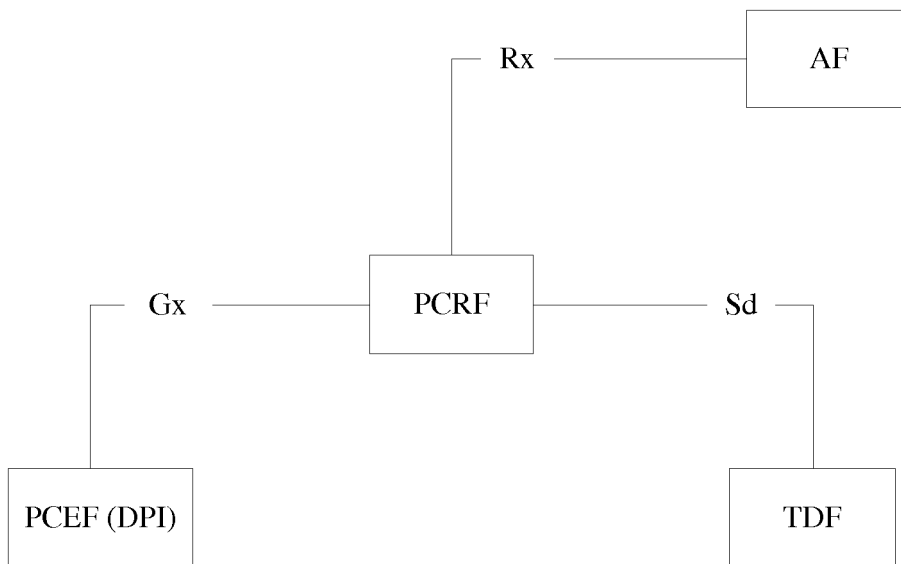 Rx
AF
Gx
PCRF
Sd
PCEF (DPI)
TDF